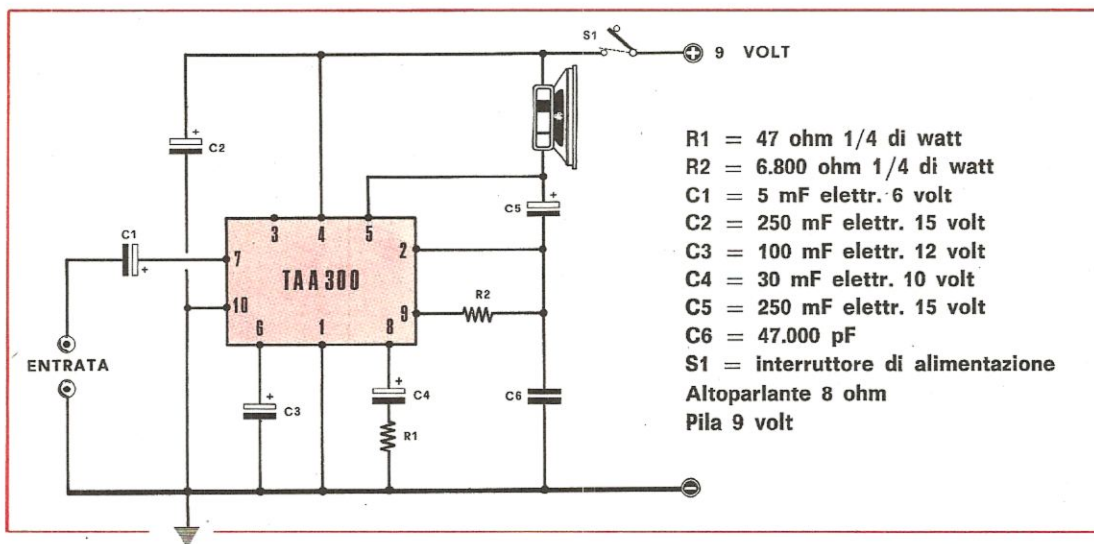 S1
9 VOLT
+
C2
+
C5
C1
+
3 4 5
7
2
TAA300
10
9
R2
6 1 8
ENTRATA
+
C3
+
C4
R1
C6
R1 = 47 ohm 1/4 di watt
R2 = 6.800 ohm 1/4 di watt
C1 = 5 mF elettr. 6 volt
C2 = 250 mF elettr. 15 volt
C3 = 100 mF elettr. 12 volt
C4 = 30 mF elettr. 10 volt
C5 = 250 mF elettr. 15 volt
C6 = 47.000 pF
S1 = interruttore di alimentazione
Altoparlante 8 ohm
Pila 9 volt